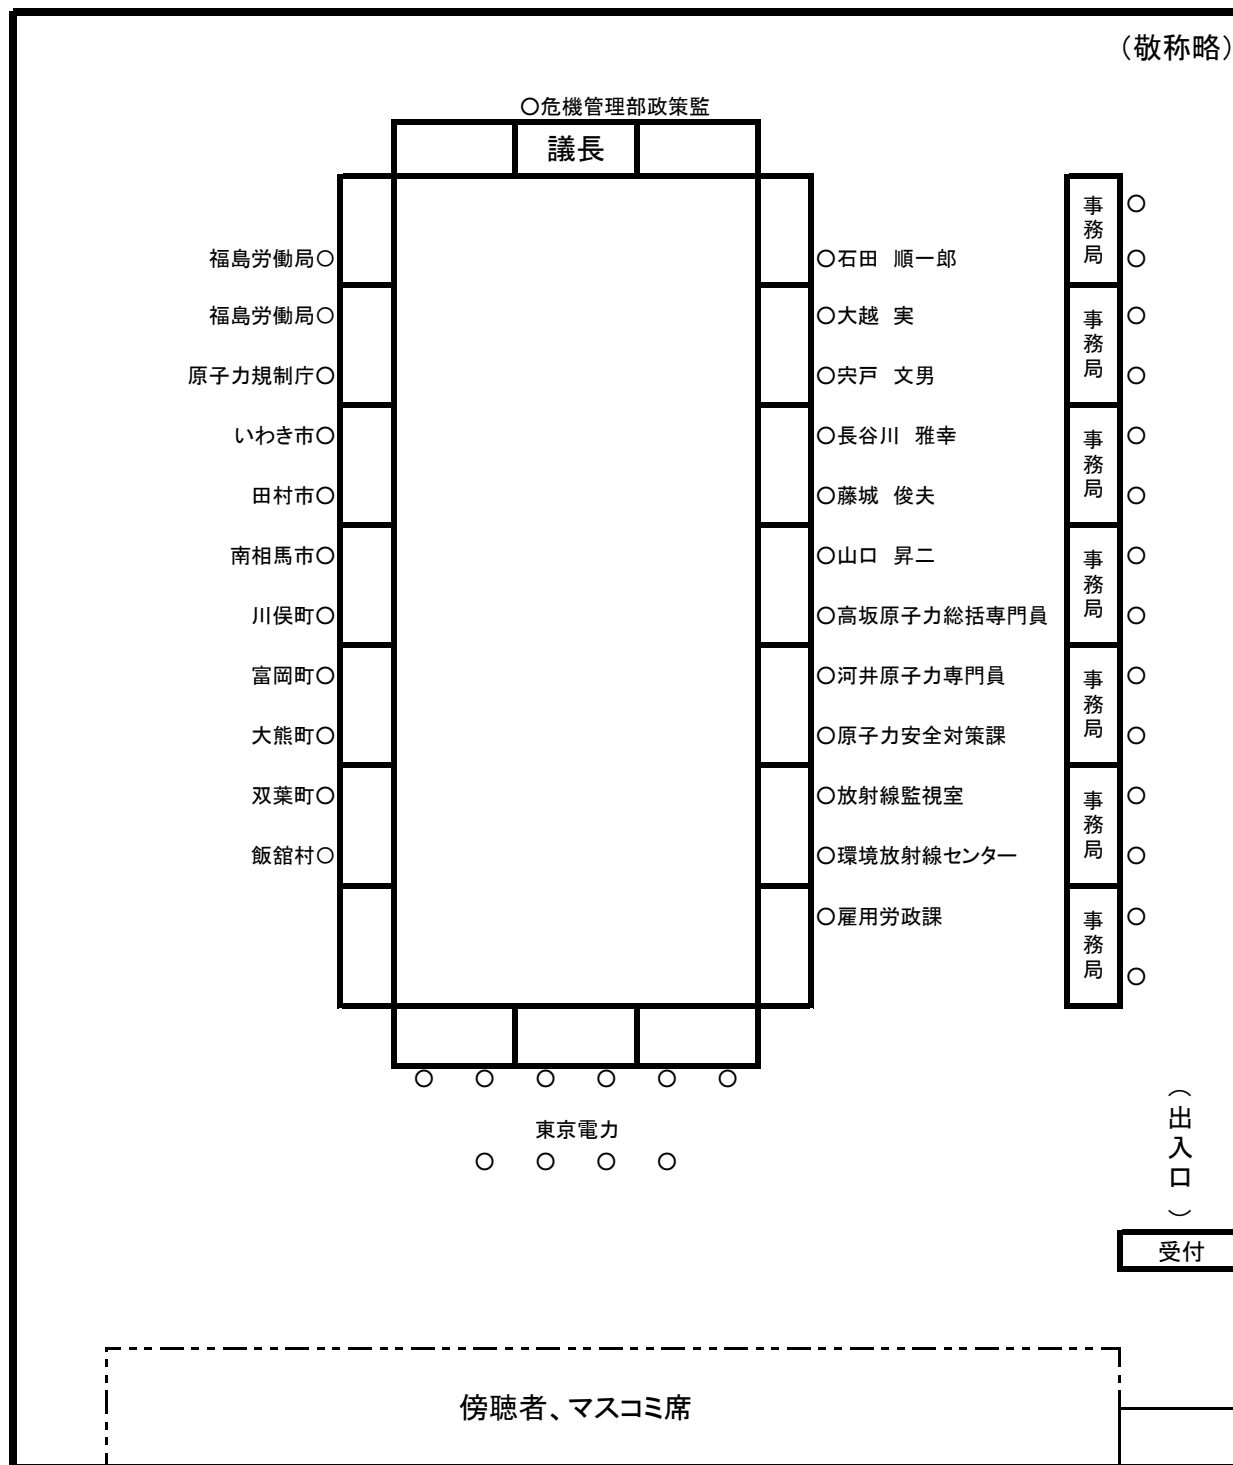 （敬称略）
○危機管理部政策監
議長
福島労働局○
福島労働局○
原子力規制庁○
いわき市○
田村市○
南相馬市○
川俣町○
富岡町○
大熊町○
双葉町○
飯舘村○
○石田　順一郎
○大越　実
○宍戸　文男
○長谷川　雅幸
○藤城　俊夫
○山口　昇二
○高坂原子力総括専門員
○河井原子力専門員
○原子力安全対策課
○放射線監視室
○環境放射線センター
○雇用労政課
事務局
事務局
事務局
事務局
事務局
事務局
事務局
東京電力
（出入口）
受付
傍聴者、マスコミ席